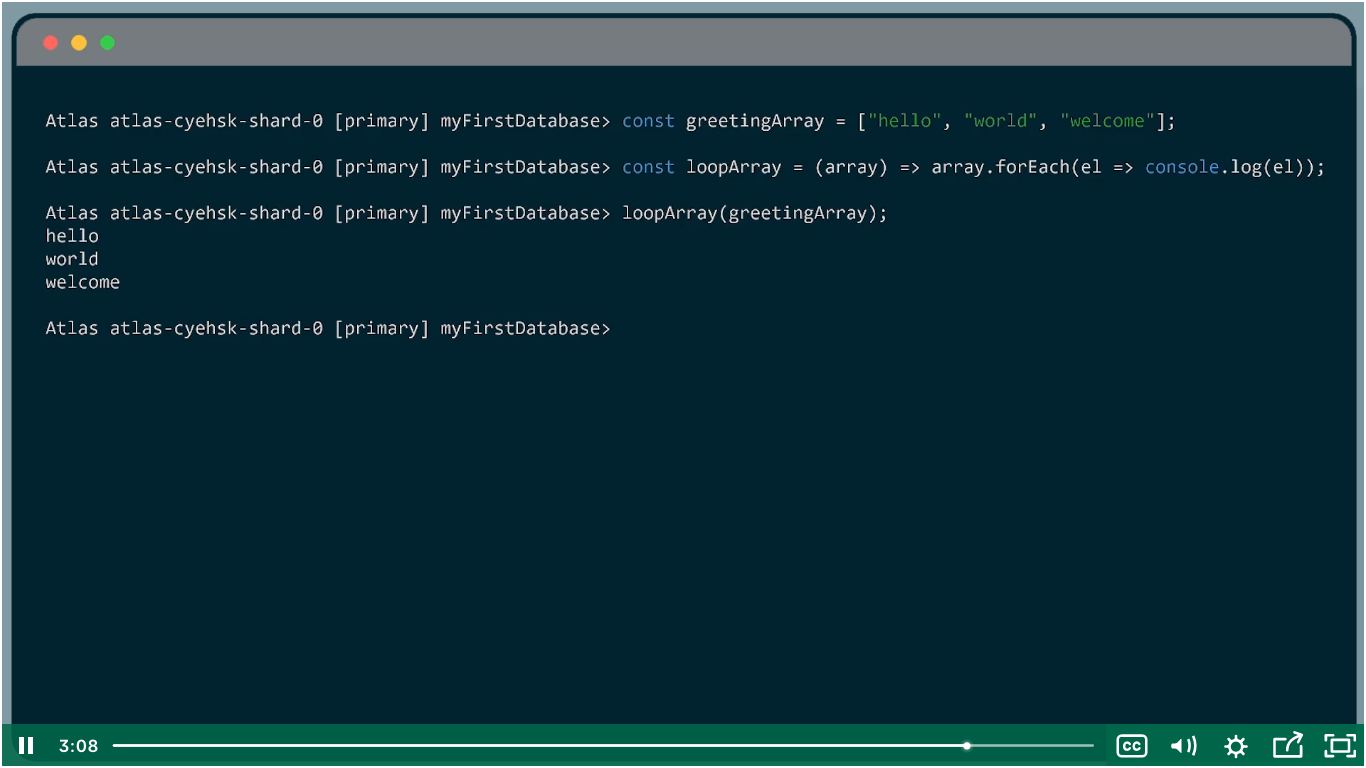 Atlas atlas-cyehsk-shard-0 [primary] myFirstDatabase> const greetingArray = ["hello", "world", "welcome"];
Atlas atlas-cyehsk-shard-0 [primary] myFirstDatabase> const loopArray = (array) => array.forEach(el => console.log(el));
Atlas atlas-cyehsk-shard-0 [primary] myFirstDatabase> loopArray(greetingArray);
hello
world
welcome
Atlas atlas-cyehsk-shard-0 [primary] myFirstDatabase>
3:08 CC